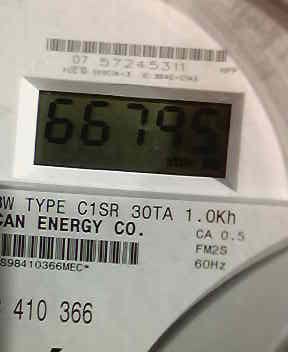 07 57245311
66795
3W TYPE C1SR 30TA 1.0Kh
CAN ENERGY CO.
CA 0.5
FM2S
60Hz
898410366MEC*
410 366